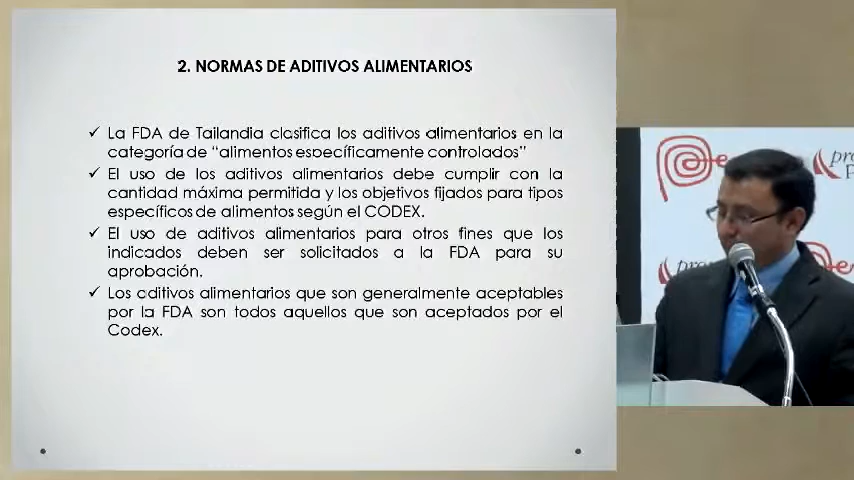 2. NORMAS DE ADITIVOS ALIMENTARIOS
✓ La FDA de Tailandia clasifica los aditivos alimentarios en la
categoría de “alimentos específicamente controlados”
✓ El uso de los aditivos alimentarios debe cumplir con la
cantidad máxima permitida y los objetivos fijados para tipos
específicos de alimentos según el CODEX.
✓ El uso de aditivos alimentarios para otros fines que los
indicados deben ser solicitados a la FDA para su
aprobación.
✓ Los aditivos alimentarios que son generalmente aceptables
por la FDA son todos aquellos que son aceptados por el
Codex.